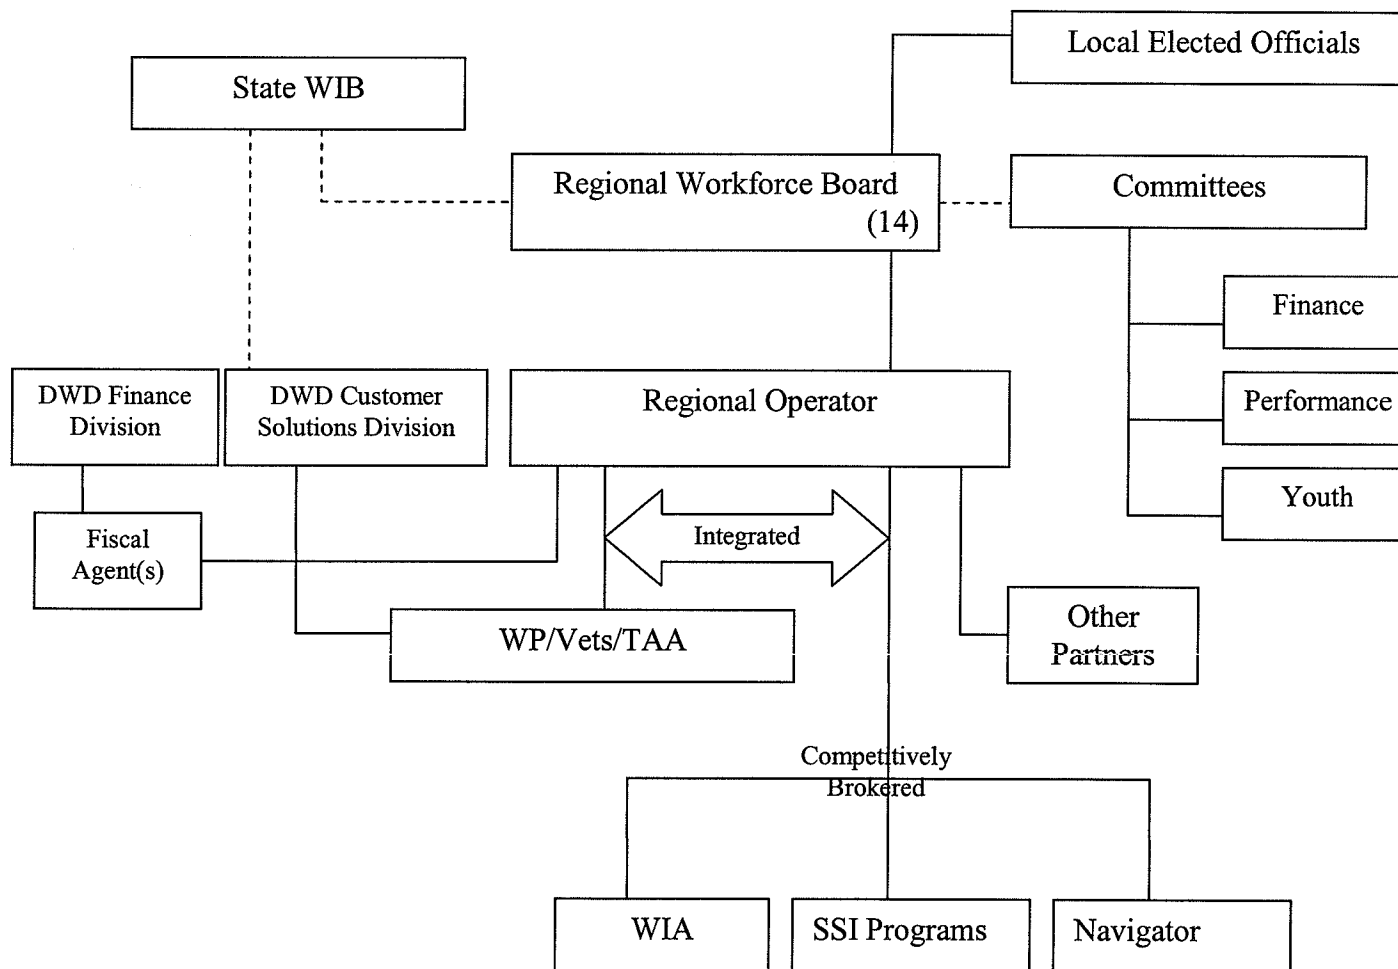 Local Elected Officials
State WIB
Regional Workforce Board
(14)
Committees
Finance
DWD Finance
Division
DWD Customer
Solutions Division
Regional Operator
Performance
Youth
Fiscal
Agent(s)
Integrated
WP/Vets/TAA
Other
Partners
Competitively
Brokered
WIA
SSI Programs
Navigator